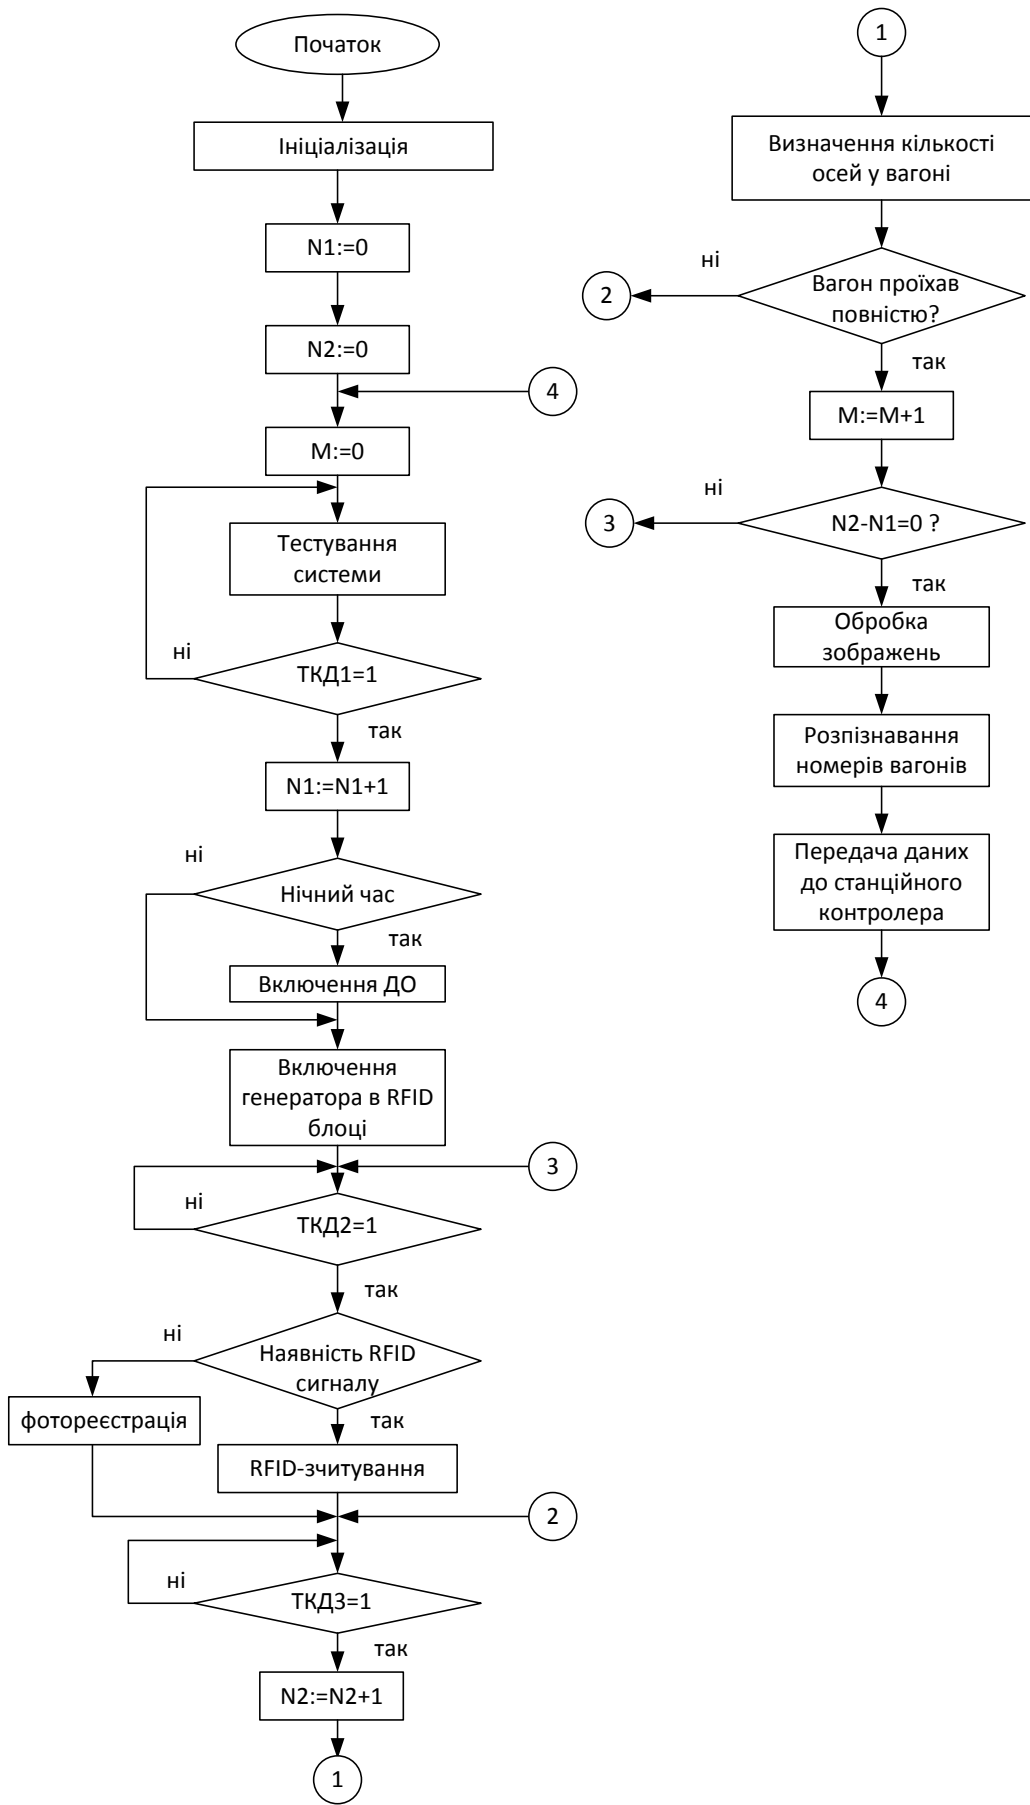 Початок
Ініціалізація
N1:=0
N2:=0
4
M:=0
Тестування
системи
ні
ТКД1=1
так
N1:=N1+1
ні
Нічний час
так
Включення ДО
Включення
генератора в RFID
блоці
3
ні
ТКД2=1
так
ні
Наявність RFID
сигналу
фотореєстрація
так
RFID-зчитування
2
ні
ТКД3=1
так
N2:=N2+1
1
1
Визначення кількості
осей у вагоні
ні
2
Вагон проїхав
повністю?
так
M:=M+1
ні
3
N2-N1=0 ?
так
Обробка
зображень
Розпізнавання
номерів вагонів
Передача даних
до станційного
контролера
4